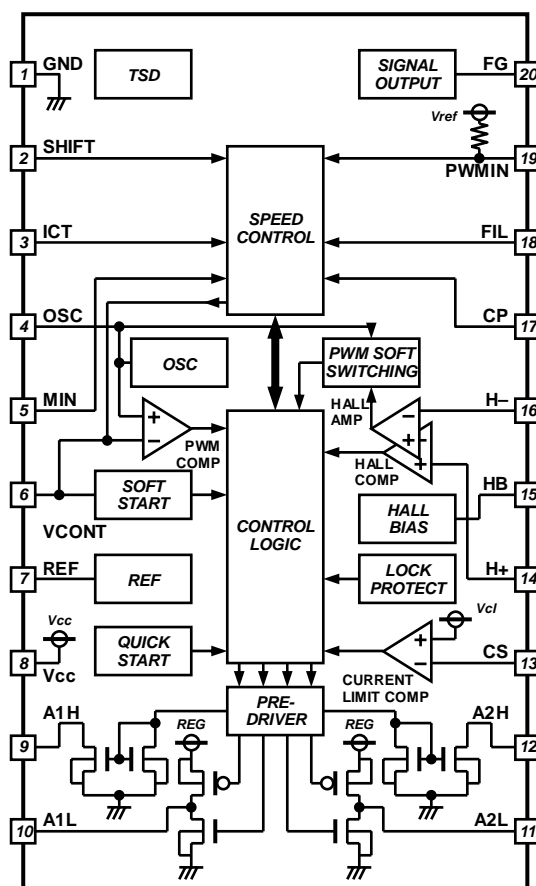 1
GND
TSD
SIGNAL
OUTPUT
FG
20
Vref
2
SHIFT
19
PWMIN
SPEED
CONTROL
3
ICT
FIL
18
4
OSC
CP
17
OSC
PWM SOFT
SWITCHING
5
MIN
HALL
AMP
H–
16
+
–
PWM
COMP
–
+
–
+
HALL
COMP
6
VCONT
SOFT
START
CONTROL
LOGIC
HALL
BIAS
HB
15
7
REF
REF
LOCK
PROTECT
H+
14
Vcc
8
Vcc
QUICK
START
Vcl
+
–
CURRENT
LIMIT COMP
CS
13
PRE-
DRIVER
9
A1H
REG
REG
A2H
12
10
A1L
A2L
11